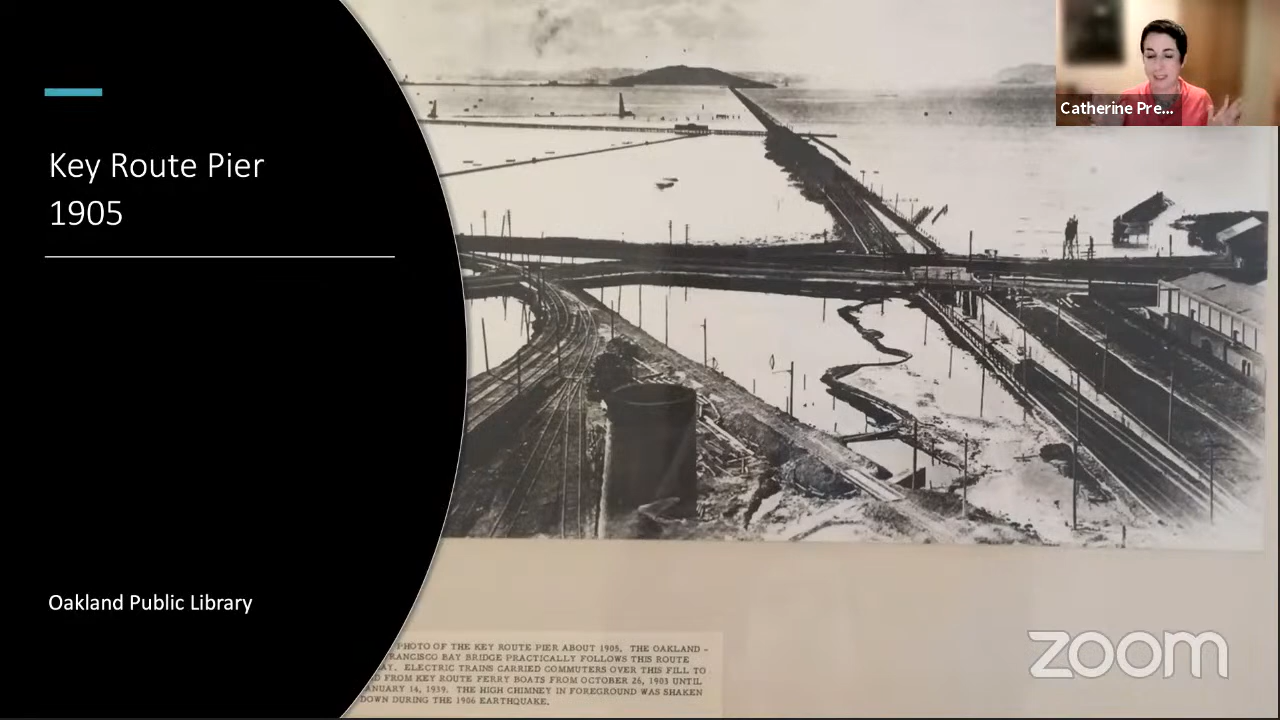 Key Route Pier
1905
Oakland Public Library
Catherine Pre...
PHOTO OF THE KEY ROUTE PIER ABOUT 1905. THE OAKLAND -
RANCISCO BAY BRIDGE PRACTICALLY FOLLOWS THIS ROUTE
AY. ELECTRIC TRAINS CARRIED COMMUTERS OVER THIS FILL TO
D FROM KEY ROUTE FERRY BOATS FROM OCTOBER 26, 1903 UNTIL
ANUARY 14, 1939. THE HIGH CHIMNEY IN FOREGROUND WAS SHAKEN
DOWN DURING THE 1906 EARTHQUAKE.
zoom